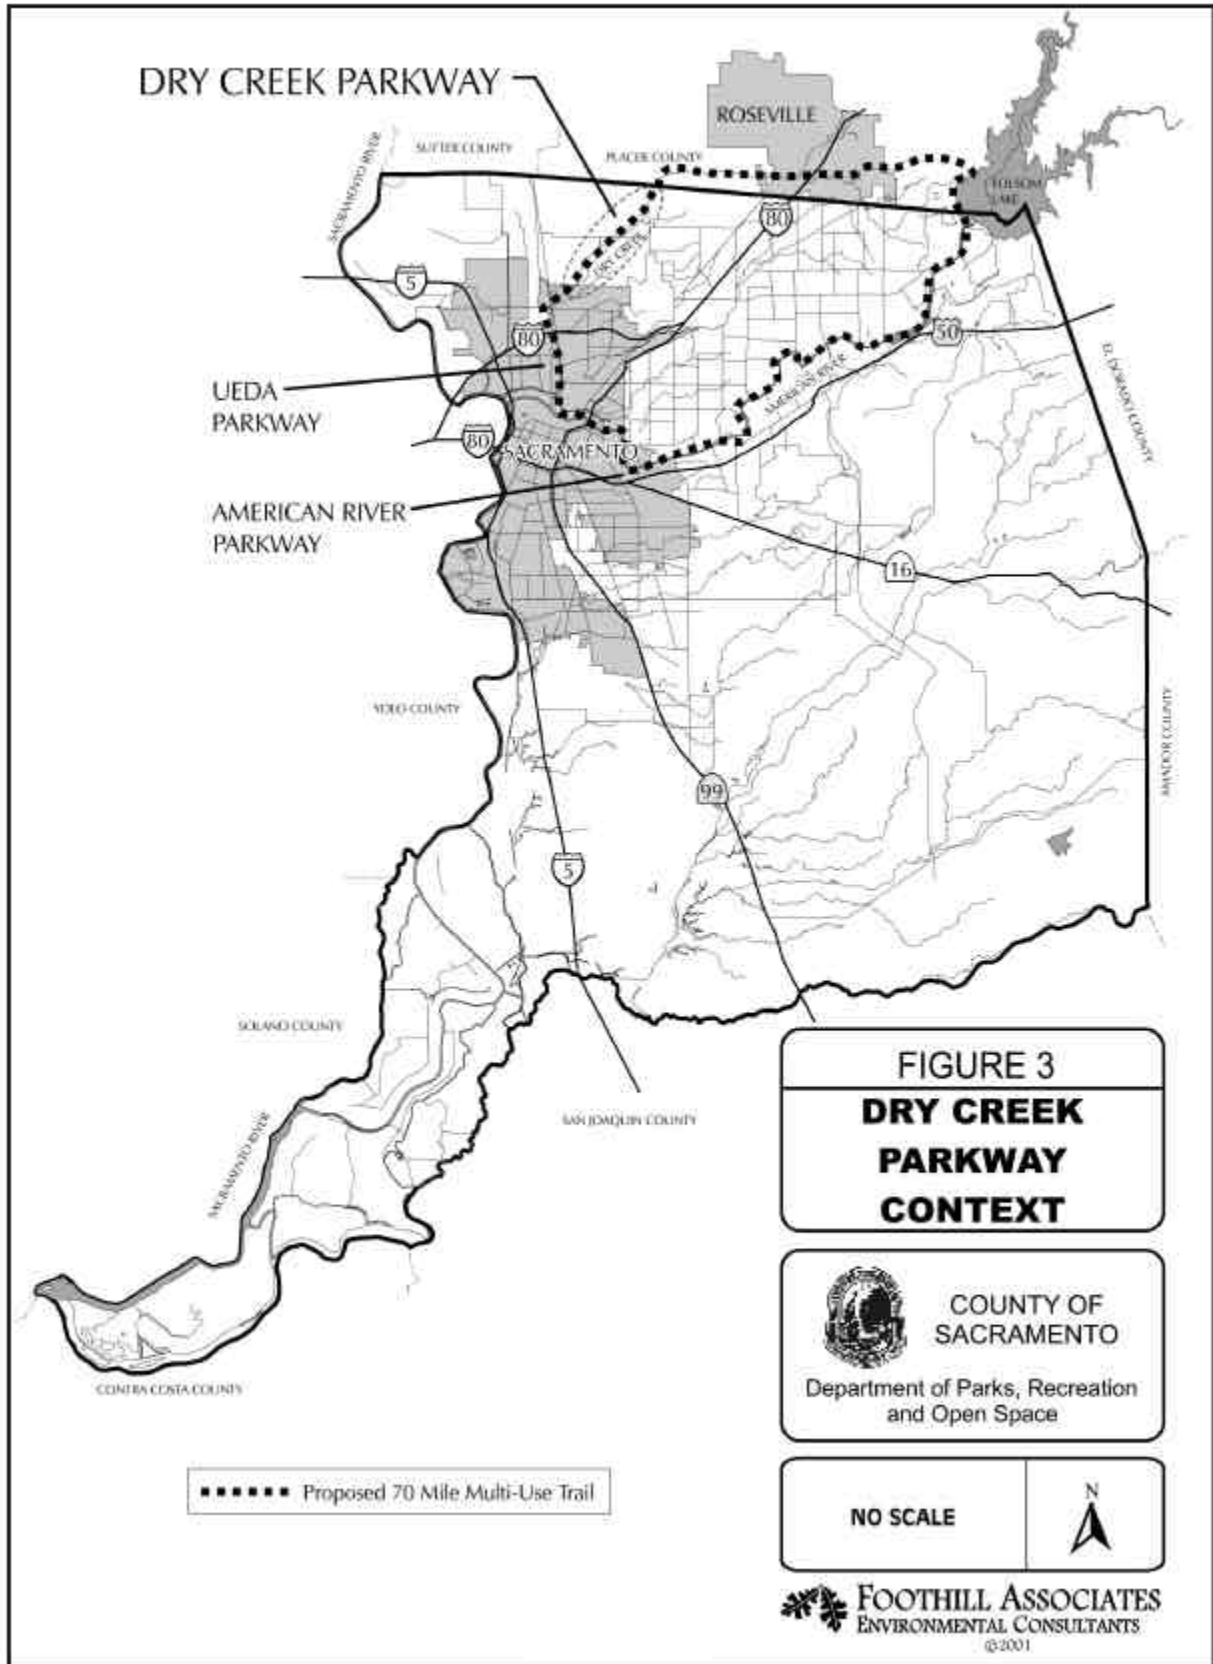 DRY CREEK PARKWAY
ROSEVILLE
SACRAMENTO RIVER
SUTTER COUNTY
PLACER COUNTY
FOLSOM
LAKE
80
DRY CREEK
5
80
50
UEDA
PARKWAY
AMERICAN RIVER
EL DORADO COUNTY
80
SACRAMENTO
AMERICAN RIVER
PARKWAY
16
YOLO COUNTY
AMADOR COUNTY
99
5
SOLANO COUNTY
SAN JOAQUIN COUNTY
SACRAMENTO RIVER
CONTRA COSTA COUNTY
FIGURE 3
DRY CREEK
PARKWAY
CONTEXT
COUNTY OF
SACRAMENTO
Department of Parks, Recreation
and Open Space
Proposed 70 Mile Multi-Use Trail
NO SCALE
N
FOOTHILL ASSOCIATES
ENVIRONMENTAL CONSULTANTS
©2001